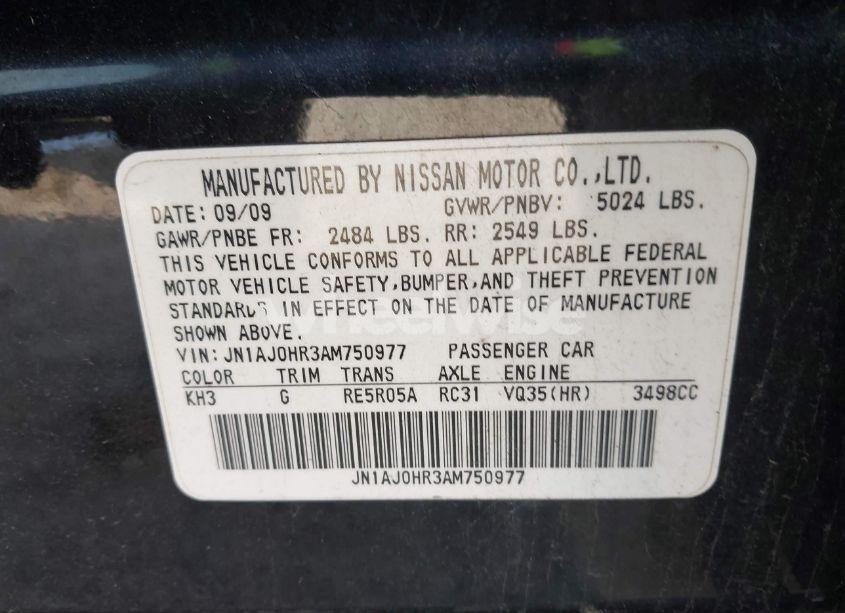 MANUFACTURED BY NISSAN MOTOR CO.,LTD.
DATE: 09/09 GVWR/PNBV: 5024 LBS.
GAWR/PNBE FR: 2484 LBS. RR: 2549 LBS.
THIS VEHICLE CONFORMS TO ALL APPLICABLE FEDERAL
MOTOR VEHICLE SAFETY,BUMPER,AND THEFT PREVENTION
STANDARDS IN EFFECT ON THE DATE OF MANUFACTURE
SHOWN ABOVE.
wheelwise
VIN: JN1AJ0HR3AM750977 PASSENGER CAR
COLOR TRIM TRANS AXLE ENGINE
KH3 G RE5R05A RC31 VQ35(HR) 3498CC
JN1AJ0HR3AM750977